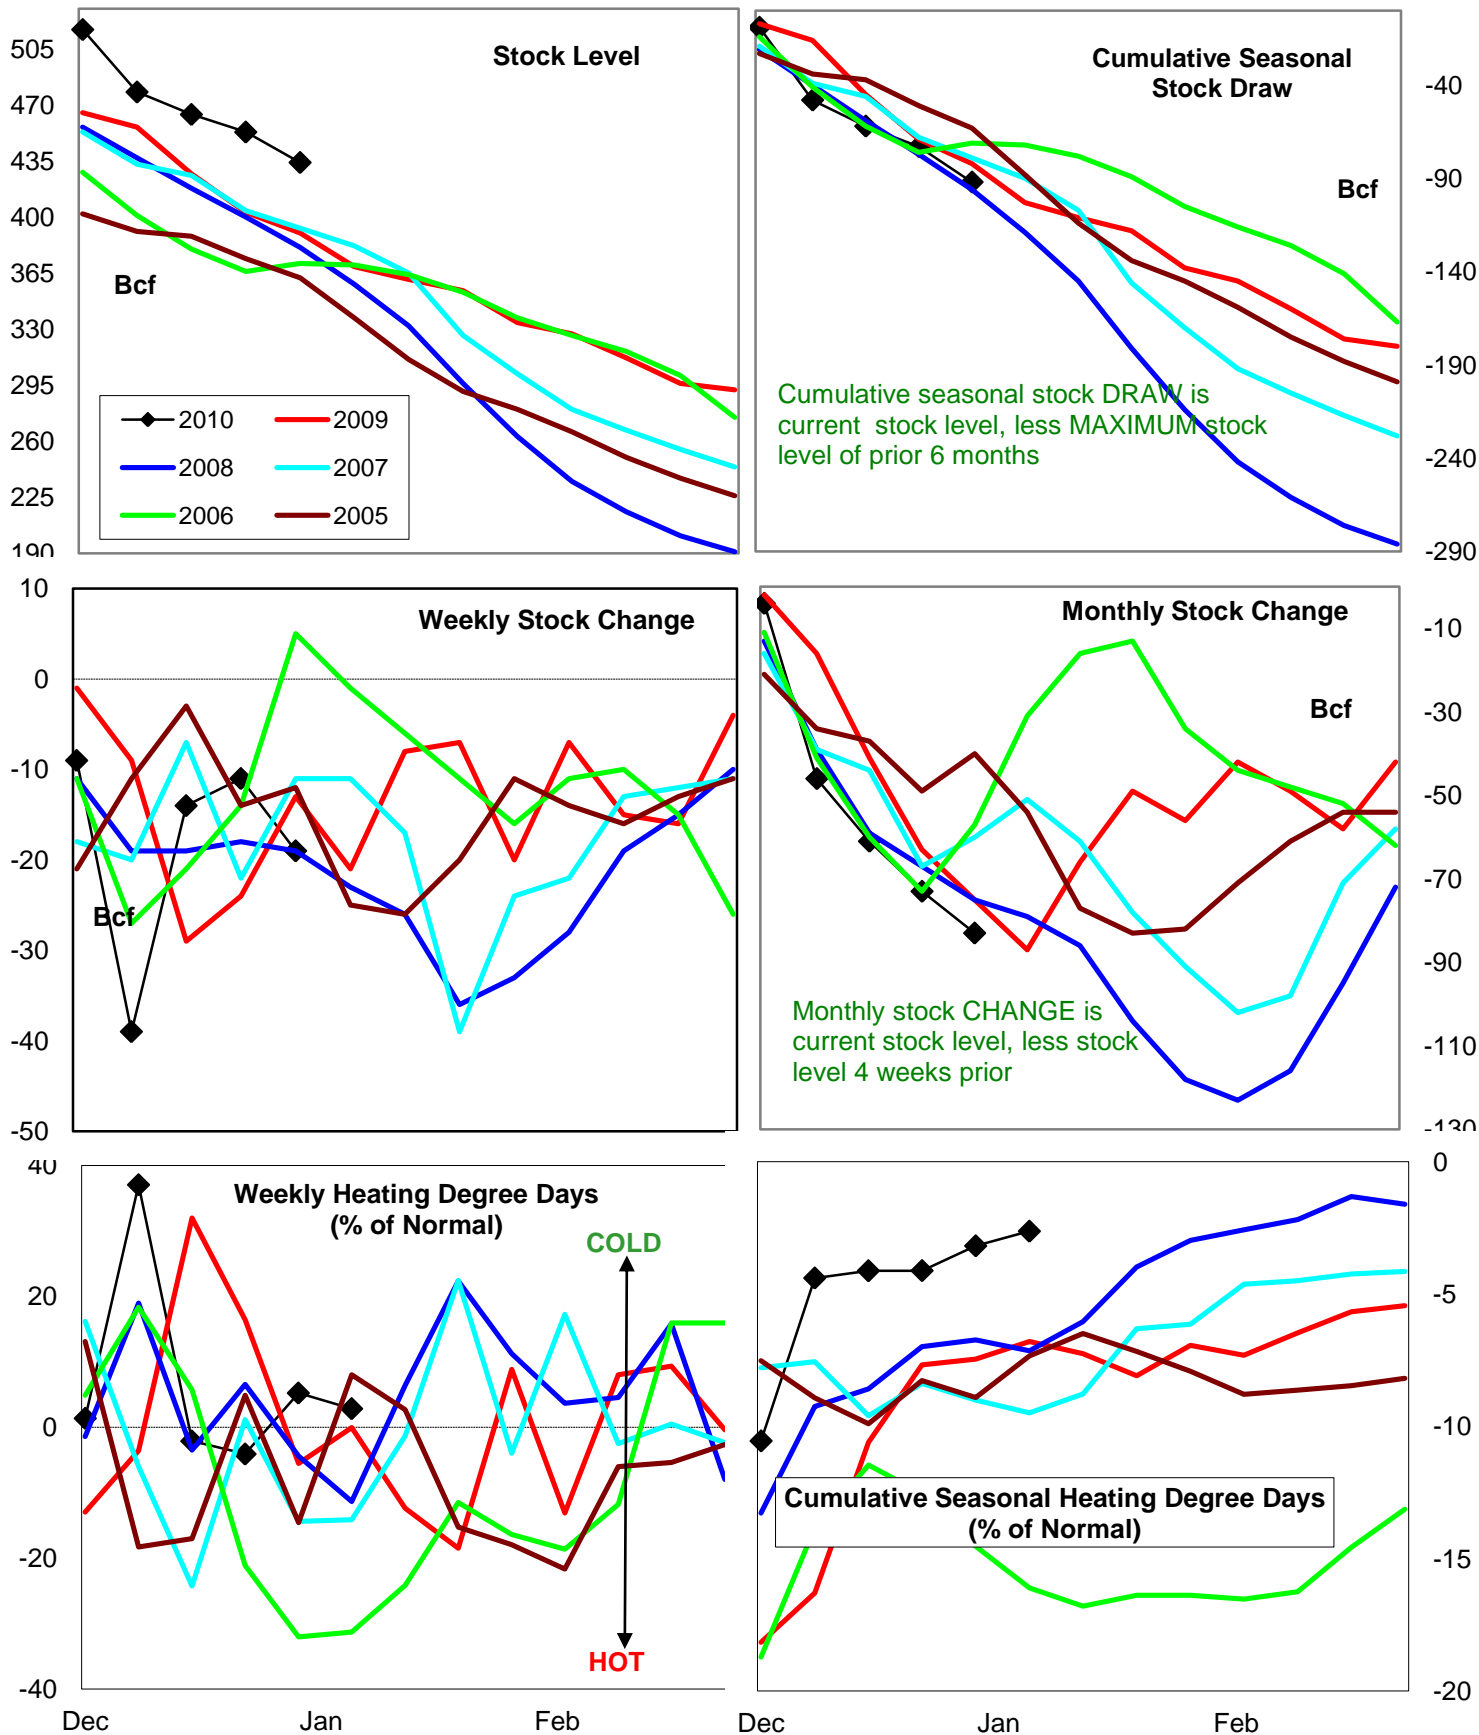 Stock Level
505
470
435
400
365
330
295
260
225
190
Bcf
2010
2009
2008
2007
2006
2005
Cumulative Seasonal
Stock Draw
-40
-90
-140
-190
-240
-290
Bcf
Cumulative seasonal stock DRAW is
current stock level, less MAXIMUM stock
level of prior 6 months
Weekly Stock Change
10
0
-10
-20
-30
-40
-50
Bcf
Monthly Stock Change
-10
-30
-50
-70
-90
-110
-130
Bcf
Monthly stock CHANGE is
current stock level, less stock
level 4 weeks prior
Weekly Heating Degree Days
(% of Normal)
40
20
0
-20
-40
COLD
HOT
Dec
Jan
Feb
0
-5
-10
-15
-20
Cumulative Seasonal Heating Degree Days
(% of Normal)
Dec
Jan
Feb